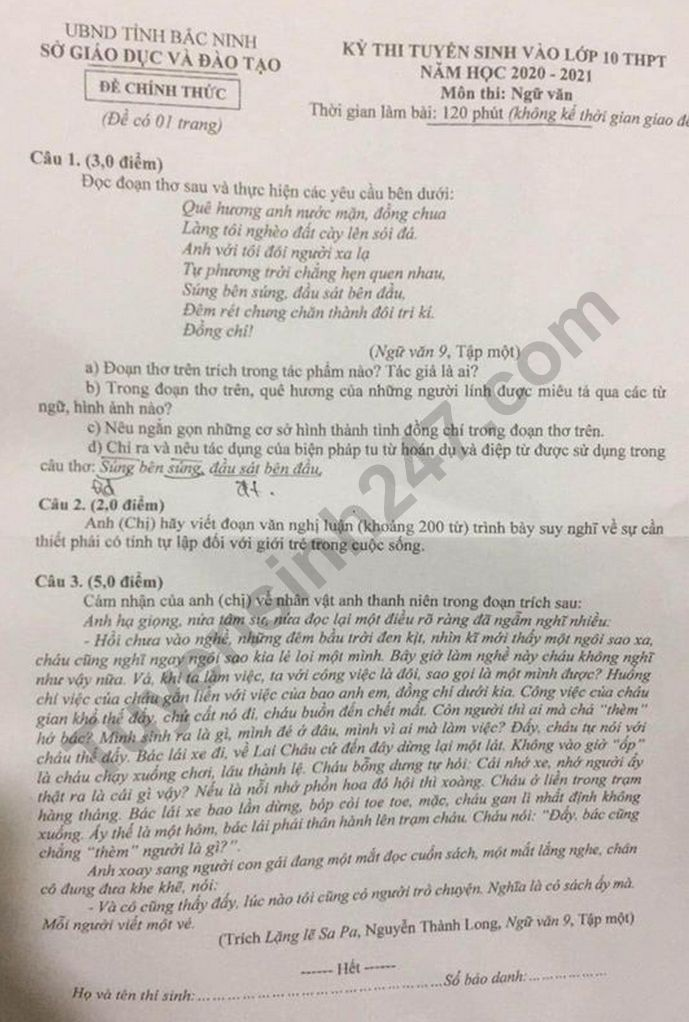 UBND TỈNH BẮC NINH
SỞ GIÁO DỤC VÀ ĐÀO TẠO
ĐỀ CHÍNH THỨC
(Đề có 01 trang)
KỲ THI TUYỂN SINH VÀO LỚP 10 THPT
NĂM HỌC 2020 - 2021
Môn thi: Ngữ văn
Thời gian làm bài: 120 phút (không kể thời gian giao đề
Câu 1. (3,0 điểm)
Đọc đoạn thơ sau và thực hiện các yêu cầu bên dưới:
Quê hương anh nước mặn, đồng chua
Làng tôi nghèo đất cày lên sỏi đá.
Anh với tôi đôi người xa lạ
Tự phương trời chẳng hẹn quen nhau,
Súng bên súng, đầu sát bên đầu,
Đêm rét chung chăn thành đôi tri kỉ.
Đồng chí!
(Ngữ văn 9, Tập một)
a) Đoạn thơ trên trích trong tác phẩm nào? Tác giả là ai?
b) Trong đoạn thơ trên, quê hương của những người lính được miêu tả qua các từ
ngữ, hình ảnh nào?
c) Nêu ngắn gọn những cơ sở hình thành tình đồng chí trong đoạn thơ trên.
d) Chỉ ra và nêu tác dụng của biện pháp tu từ hoán dụ và điệp từ được sử dụng trong
câu thơ: Súng bên súng, đầu sát bên đầu,
hd đt.
Câu 2. (2,0 điểm)
Anh (Chị) hãy viết đoạn văn nghị luận (khoảng 200 từ) trình bày suy nghĩ về sự cần
thiết phải có tính tự lập đối với giới trẻ trong cuộc sống.
Câu 3. (5,0 điểm)
Cảm nhận của anh (chị) về nhân vật anh thanh niên trong đoạn trích sau:
Anh hạ giọng, nửa tâm sự, nửa đọc lại một điều rõ ràng đã ngẫm nghĩ nhiều:
- Hồi chưa vào nghề, những đêm bầu trời đen kịt, nhìn kĩ mới thấy một ngôi sao xa,
cháu cũng nghĩ ngay ngôi sao kia lẻ loi một mình. Bây giờ làm nghề này cháu không nghĩ
như vậy nữa. Vả, khi ta làm việc, ta với công việc là đôi, sao gọi là một mình được? Huống
chi việc của cháu gắn liền với việc của bao anh em, đồng chí dưới kia. Công việc của cháu
gian khổ thế đấy, chứ cất nó đi, cháu buồn đến chết mất. Còn người thì ai mà chả "thèm"
hở bác? Mình sinh ra là gì, mình đẻ ở đâu, mình vì ai mà làm việc? Đấy, cháu tự nói với
cháu thế đấy. Bác lái xe đi, về Lai Châu cứ đến đây dừng lại một lát. Không vào giờ "ốp"
là cháu chạy xuống chơi, lâu thành lệ. Cháu bỗng dưng tự hỏi: Cái nhớ xe, nhớ người ấy
thật ra là cái gì vậy? Nếu là nỗi nhớ phồn hoa đô hội thì xoàng. Cháu ở liền trong trạm
hàng tháng. Bác lái xe bao lần dừng, bóp còi toe toe, mặc, cháu gan lì nhất định không
xuống. Ấy thế là một hôm, bác lái phải thân hành lên trạm cháu. Cháu nói: "Đấy, bác cũng
chẳng "thèm" người là gì?".
Anh xoay sang người con gái đang một mắt đọc cuốn sách, một mắt lắng nghe, chân
cô đung đưa khe khẽ, nói:
- Và cô cũng thấy đấy, lúc nào tôi cũng có người trò chuyện. Nghĩa là có sách ấy mà.
Mỗi người viết một vẻ.
(Trích Lặng lẽ Sa Pa, Nguyễn Thành Long, Ngữ văn 9, Tập một)
------ Hết ------
Họ và tên thí sinh:..............................................Số báo danh:................
Tuyensinh247.com